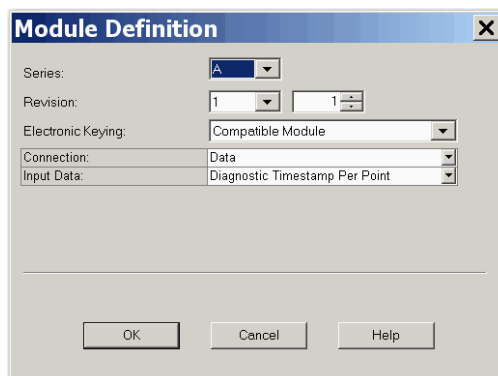 Module Definition
Series: A
Revision: 1 1
Electronic Keying: Compatible Module
Connection: Data
Input Data: Diagnostic Timestamp Per Point
OK Cancel Help